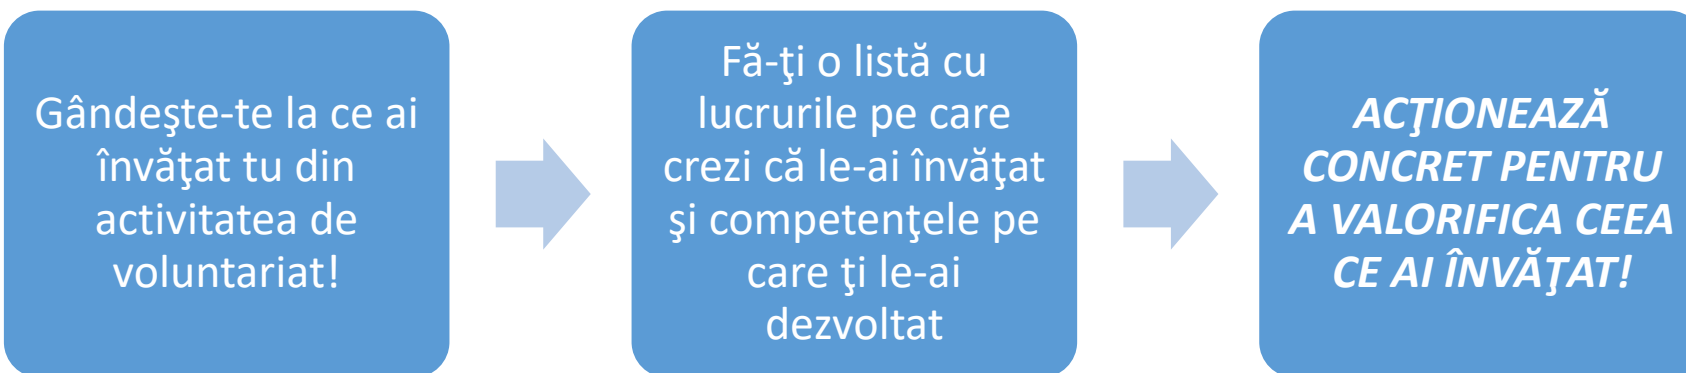 Gândeşte-te la ce ai
învăţat tu din
activitatea de
voluntariat!
Fă-ţi o listă cu
lucrurile pe care
crezi că le-ai învăţat
şi competenţele pe
care ţi le-ai
dezvoltat
ACŢIONEAZĂ
CONCRET PENTRU
A VALORIFICA CEEA
CE AI ÎNVĂŢAT!